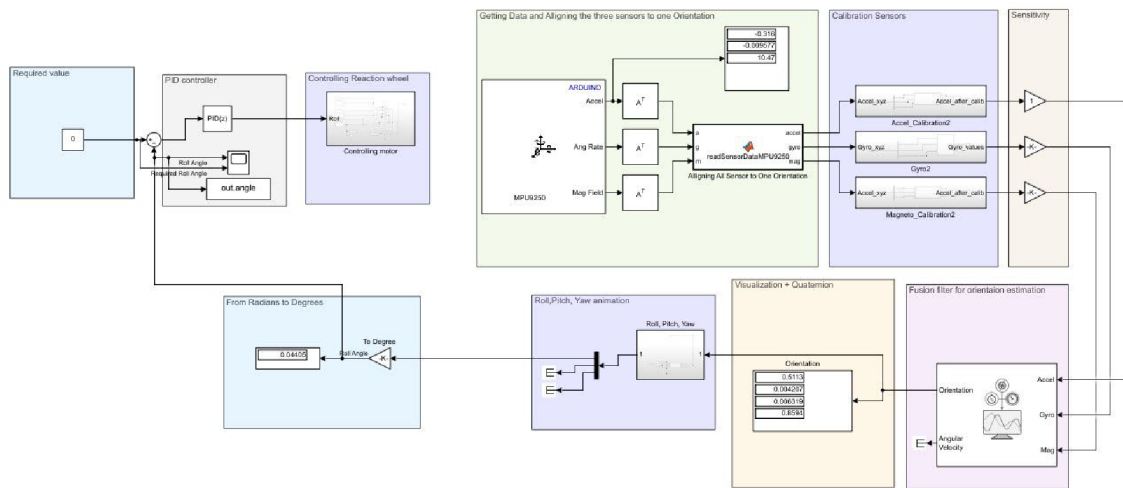 Required value
0
PID controller
PID(z)
Roll Angle
Required Roll Angle
out.angle
Controlling Reaction wheel
Roll
Controlling motor
Getting Data and Alligning the three sensors to one Orientation
ARDUINO
Accel
Ang Rate
Mag Field
MPU9250
-0.316
-0.009577
10.47
Aᵀ
Aᵀ
Aᵀ
a
g
m
readSensorDataMPU9250
accel
gyro
mag
Alligning All Sensor to One Orientation
Calibration Sensors
Accel_xyz
Accel_after_calib
Accel_Calibration2
Gyro_xyz
Gyro_values
Gyro2
Accel_xyz
Accel_after_calib
Magneto_Calibration2
Sensitivity
1
-K-
-K-
From Radians to Degrees
To Degree
0.04405
Roll Angle
-K-
Roll,Pitch, Yaw animation
Roll, Pitch, Yaw
1
1
Visualization + Quaternion
Orientation
0.5113
0.004207
0.006319
0.8594
Fusion filter for orientaion estimation
Orientation
Angular
Velocity
Accel
Gyro
Mag